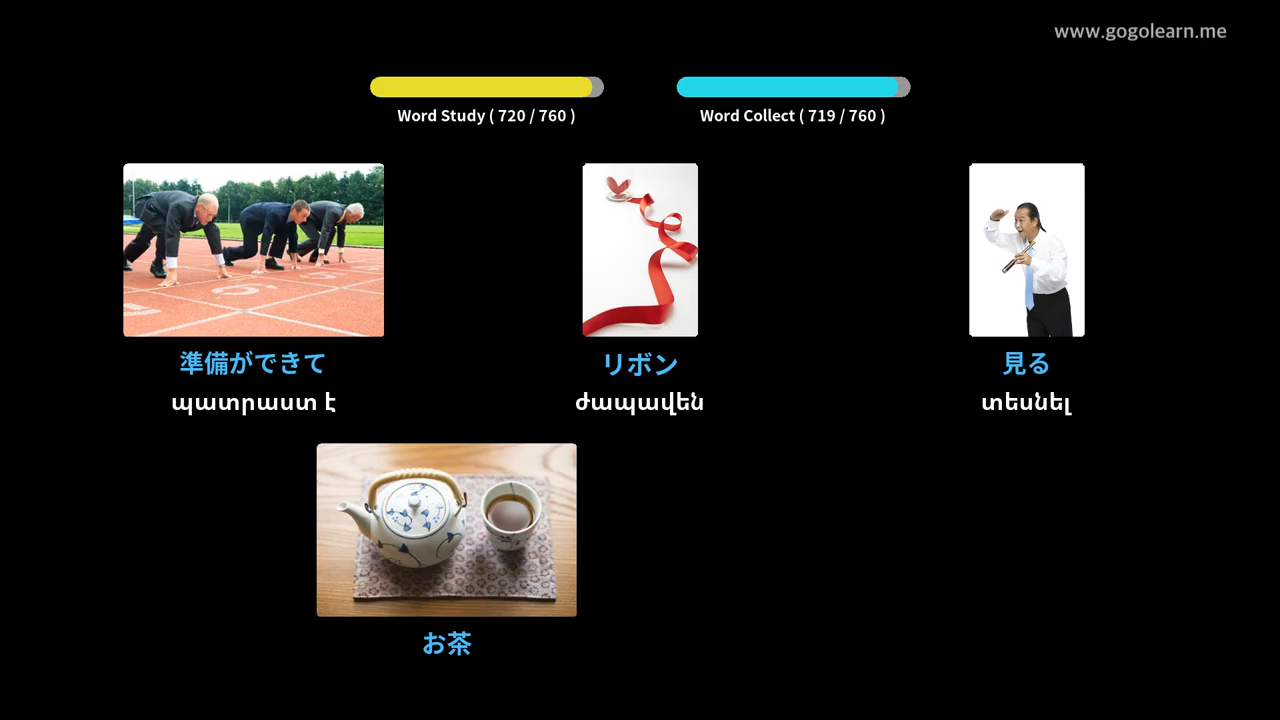 www.gogolearn.me
Word Study ( 720 / 760 )
Word Collect ( 719 / 760 )
準備ができて
リボン
見る
պատրաստ է
ժապավեն
տեսնել
お茶